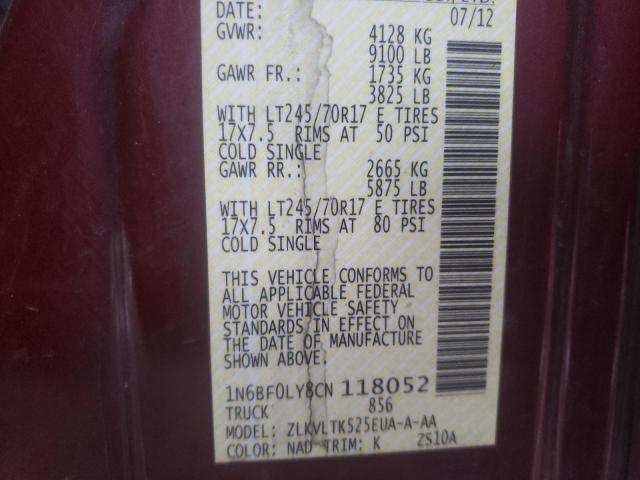 CO., LTD.
DATE: 07/12
GVWR: 4128 KG
9100 LB
GAWR FR.: 1735 KG
3825 LB
WITH LT245/70R17 E TIRES
17X7.5 RIMS AT 50 PSI
COLD SINGLE
GAWR RR.: 2665 KG
5875 LB
WITH LT245/70R17 E TIRES
17X7.5 RIMS AT 80 PSI
COLD SINGLE
THIS VEHICLE CONFORMS TO
ALL APPLICABLE FEDERAL
MOTOR VEHICLE SAFETY
STANDARDS IN EFFECT ON
THE DATE OF MANUFACTURE
SHOWN ABOVE.
1N6BF0LY8CN 118052
TRUCK 856
MODEL: ZLKVLTK525EUA-A-AA
COLOR: NAD TRIM: K ZS10A